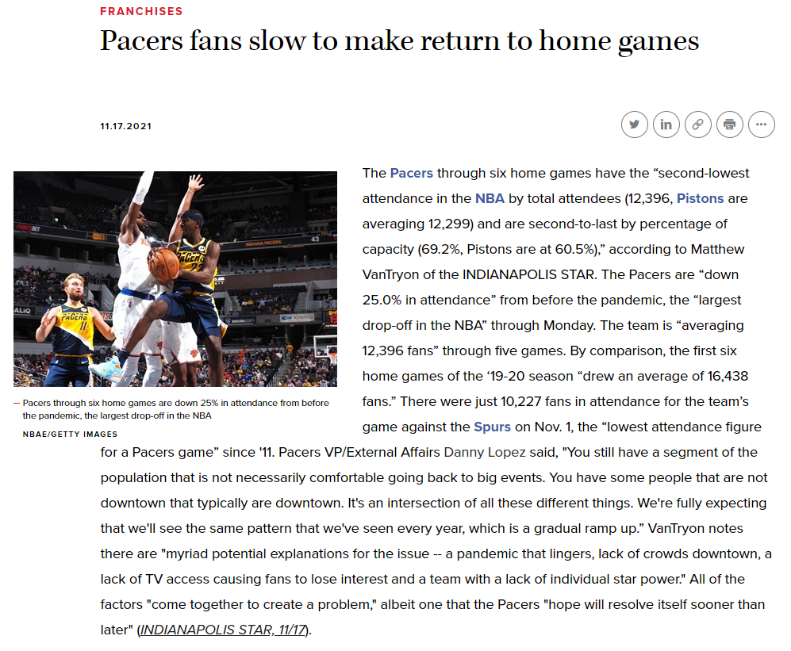 FRANCHISES
Pacers fans slow to make return to home games
11.17.2021
The Pacers through six home games have the “second-lowest
attendance in the NBA by total attendees (12,396, Pistons are
averaging 12,299) and are second-to-last by percentage of
capacity (69.2%, Pistons are at 60.5%),” according to Matthew
VanTryon of the INDIANAPOLIS STAR. The Pacers are “down
25.0% in attendance” from before the pandemic, the “largest
drop-off in the NBA” through Monday. The team is “averaging
12,396 fans” through five games. By comparison, the first six
home games of the ‘19-20 season “drew an average of 16,438
fans.” There were just 10,227 fans in attendance for the team’s
game against the Spurs on Nov. 1, the “lowest attendance figure
for a Pacers game” since '11. Pacers VP/External Affairs Danny Lopez said, "You still have a segment of the
population that is not necessarily comfortable going back to big events. You have some people that are not
downtown that typically are downtown. It's an intersection of all these different things. We're fully expecting
that we'll see the same pattern that we've seen every year, which is a gradual ramp up.” VanTryon notes
there are "myriad potential explanations for the issue -- a pandemic that lingers, lack of crowds downtown, a
lack of TV access causing fans to lose interest and a team with a lack of individual star power." All of the
factors "come together to create a problem," albeit one that the Pacers "hope will resolve itself sooner than
later" (INDIANAPOLIS STAR, 11/17).
PACERS
11
INDIANA PACERS
43
— Pacers through six home games are down 25% in attendance from before
the pandemic, the largest drop-off in the NBA
NBAE/GETTY IMAGES